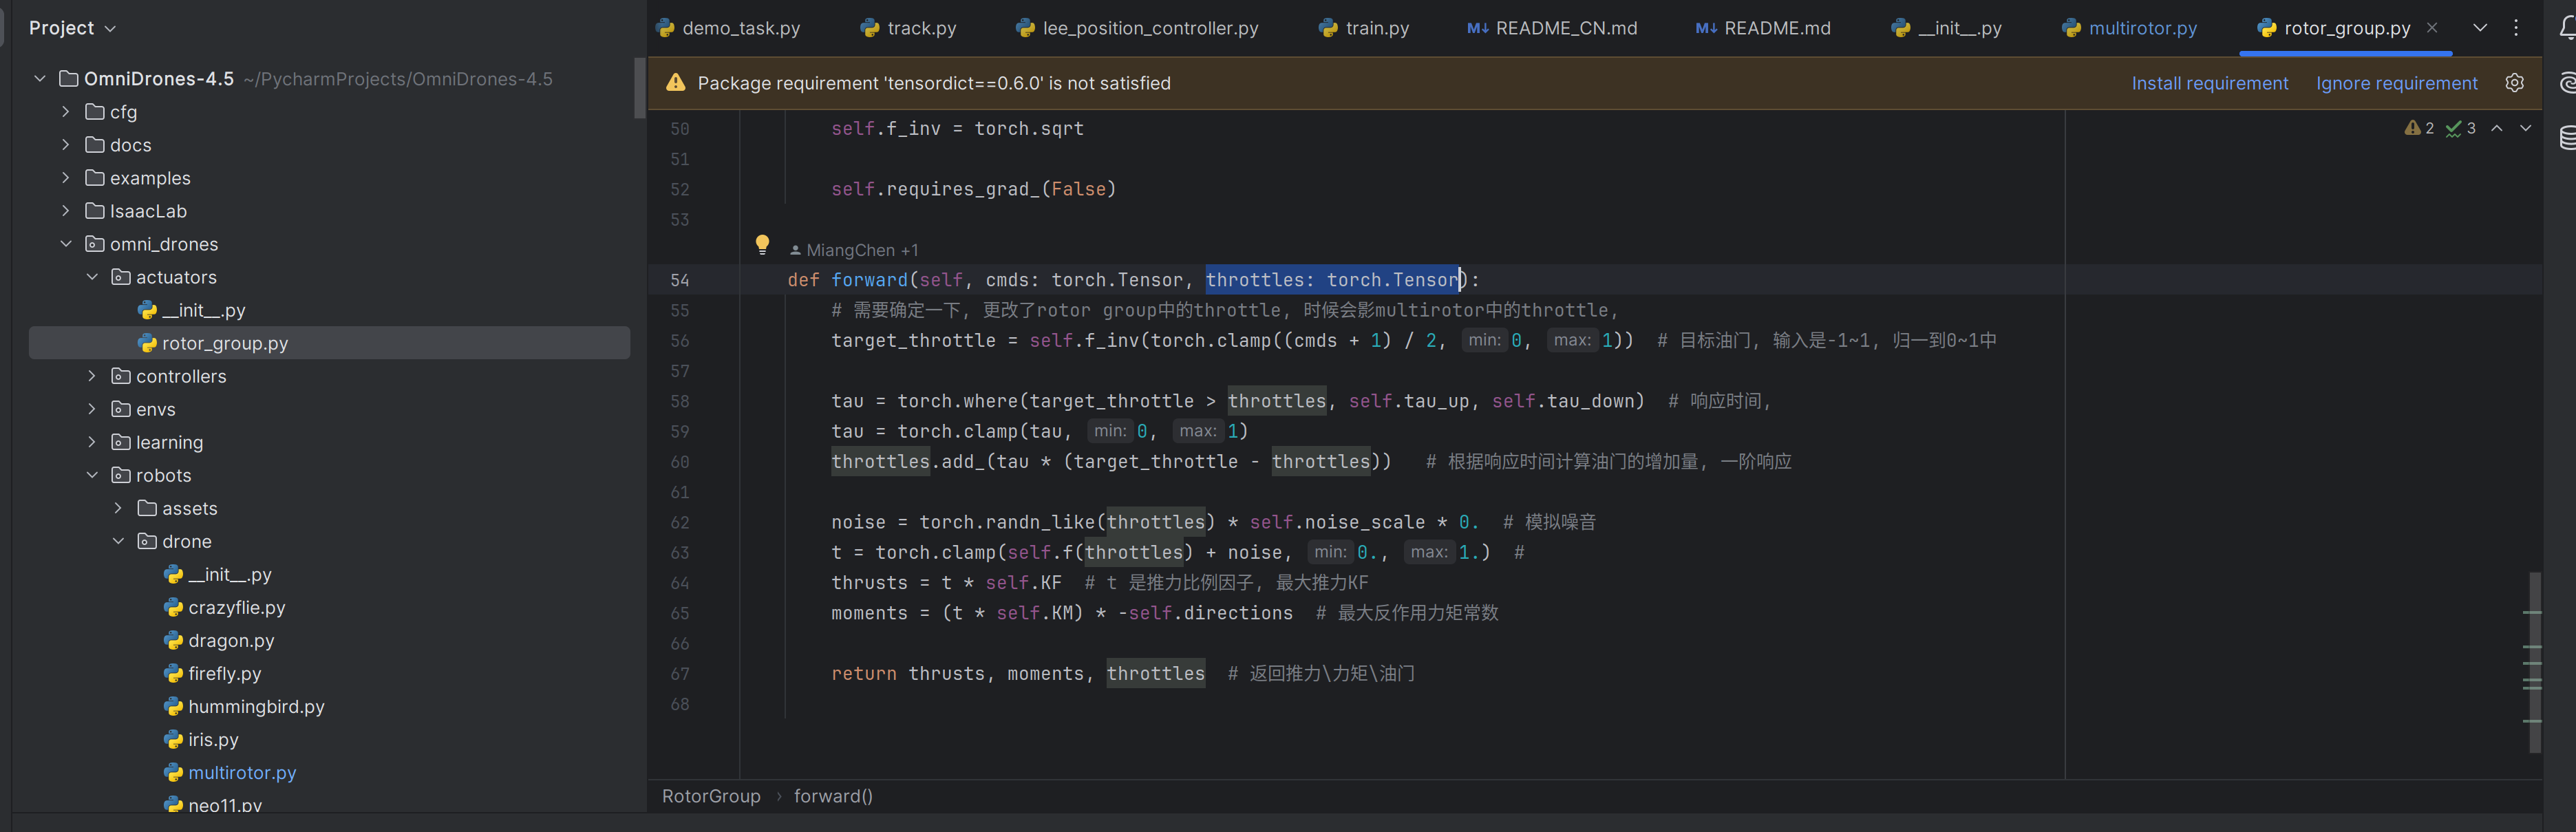 Project
OmniDrones-4.5 ~/PycharmProjects/OmniDrones-4.5
cfg
docs
examples
IsaacLab
omni_drones
actuators
__init__.py
rotor_group.py
controllers
envs
learning
robots
assets
drone
__init__.py
crazyflie.py
dragon.py
firefly.py
hummingbird.py
iris.py
multirotor.py
neo11.py
demo_task.py track.py lee_position_controller.py train.py M↓ README_CN.md M↓ README.md __init__.py multirotor.py rotor_group.py
Package requirement 'tensordict==0.6.0' is not satisfied Install requirement Ignore requirement
2 3
50 self.f_inv = torch.sqrt
51
52 self.requires_grad_(False)
53
MiangChen +1
54 def forward(self, cmds: torch.Tensor, throttles: torch.Tensor):
55 # 需要确定一下, 更改了rotor group中的throttle, 时候会影multirotor中的throttle,
56 target_throttle = self.f_inv(torch.clamp((cmds + 1) / 2, min: 0, max: 1)) # 目标油门, 输入是-1~1, 归一到0~1中
57
58 tau = torch.where(target_throttle > throttles, self.tau_up, self.tau_down) # 响应时间,
59 tau = torch.clamp(tau, min: 0, max: 1)
60 throttles.add_(tau * (target_throttle - throttles)) # 根据响应时间计算油门的增加量, 一阶响应
61
62 noise = torch.randn_like(throttles) * self.noise_scale * 0. # 模拟噪音
63 t = torch.clamp(self.f(throttles) + noise, min: 0., max: 1.) #
64 thrusts = t * self.KF # t 是推力比例因子, 最大推力KF
65 moments = (t * self.KM) * -self.directions # 最大反作用力矩常数
66
67 return thrusts, moments, throttles # 返回推力\力矩\油门
68
RotorGroup › forward()